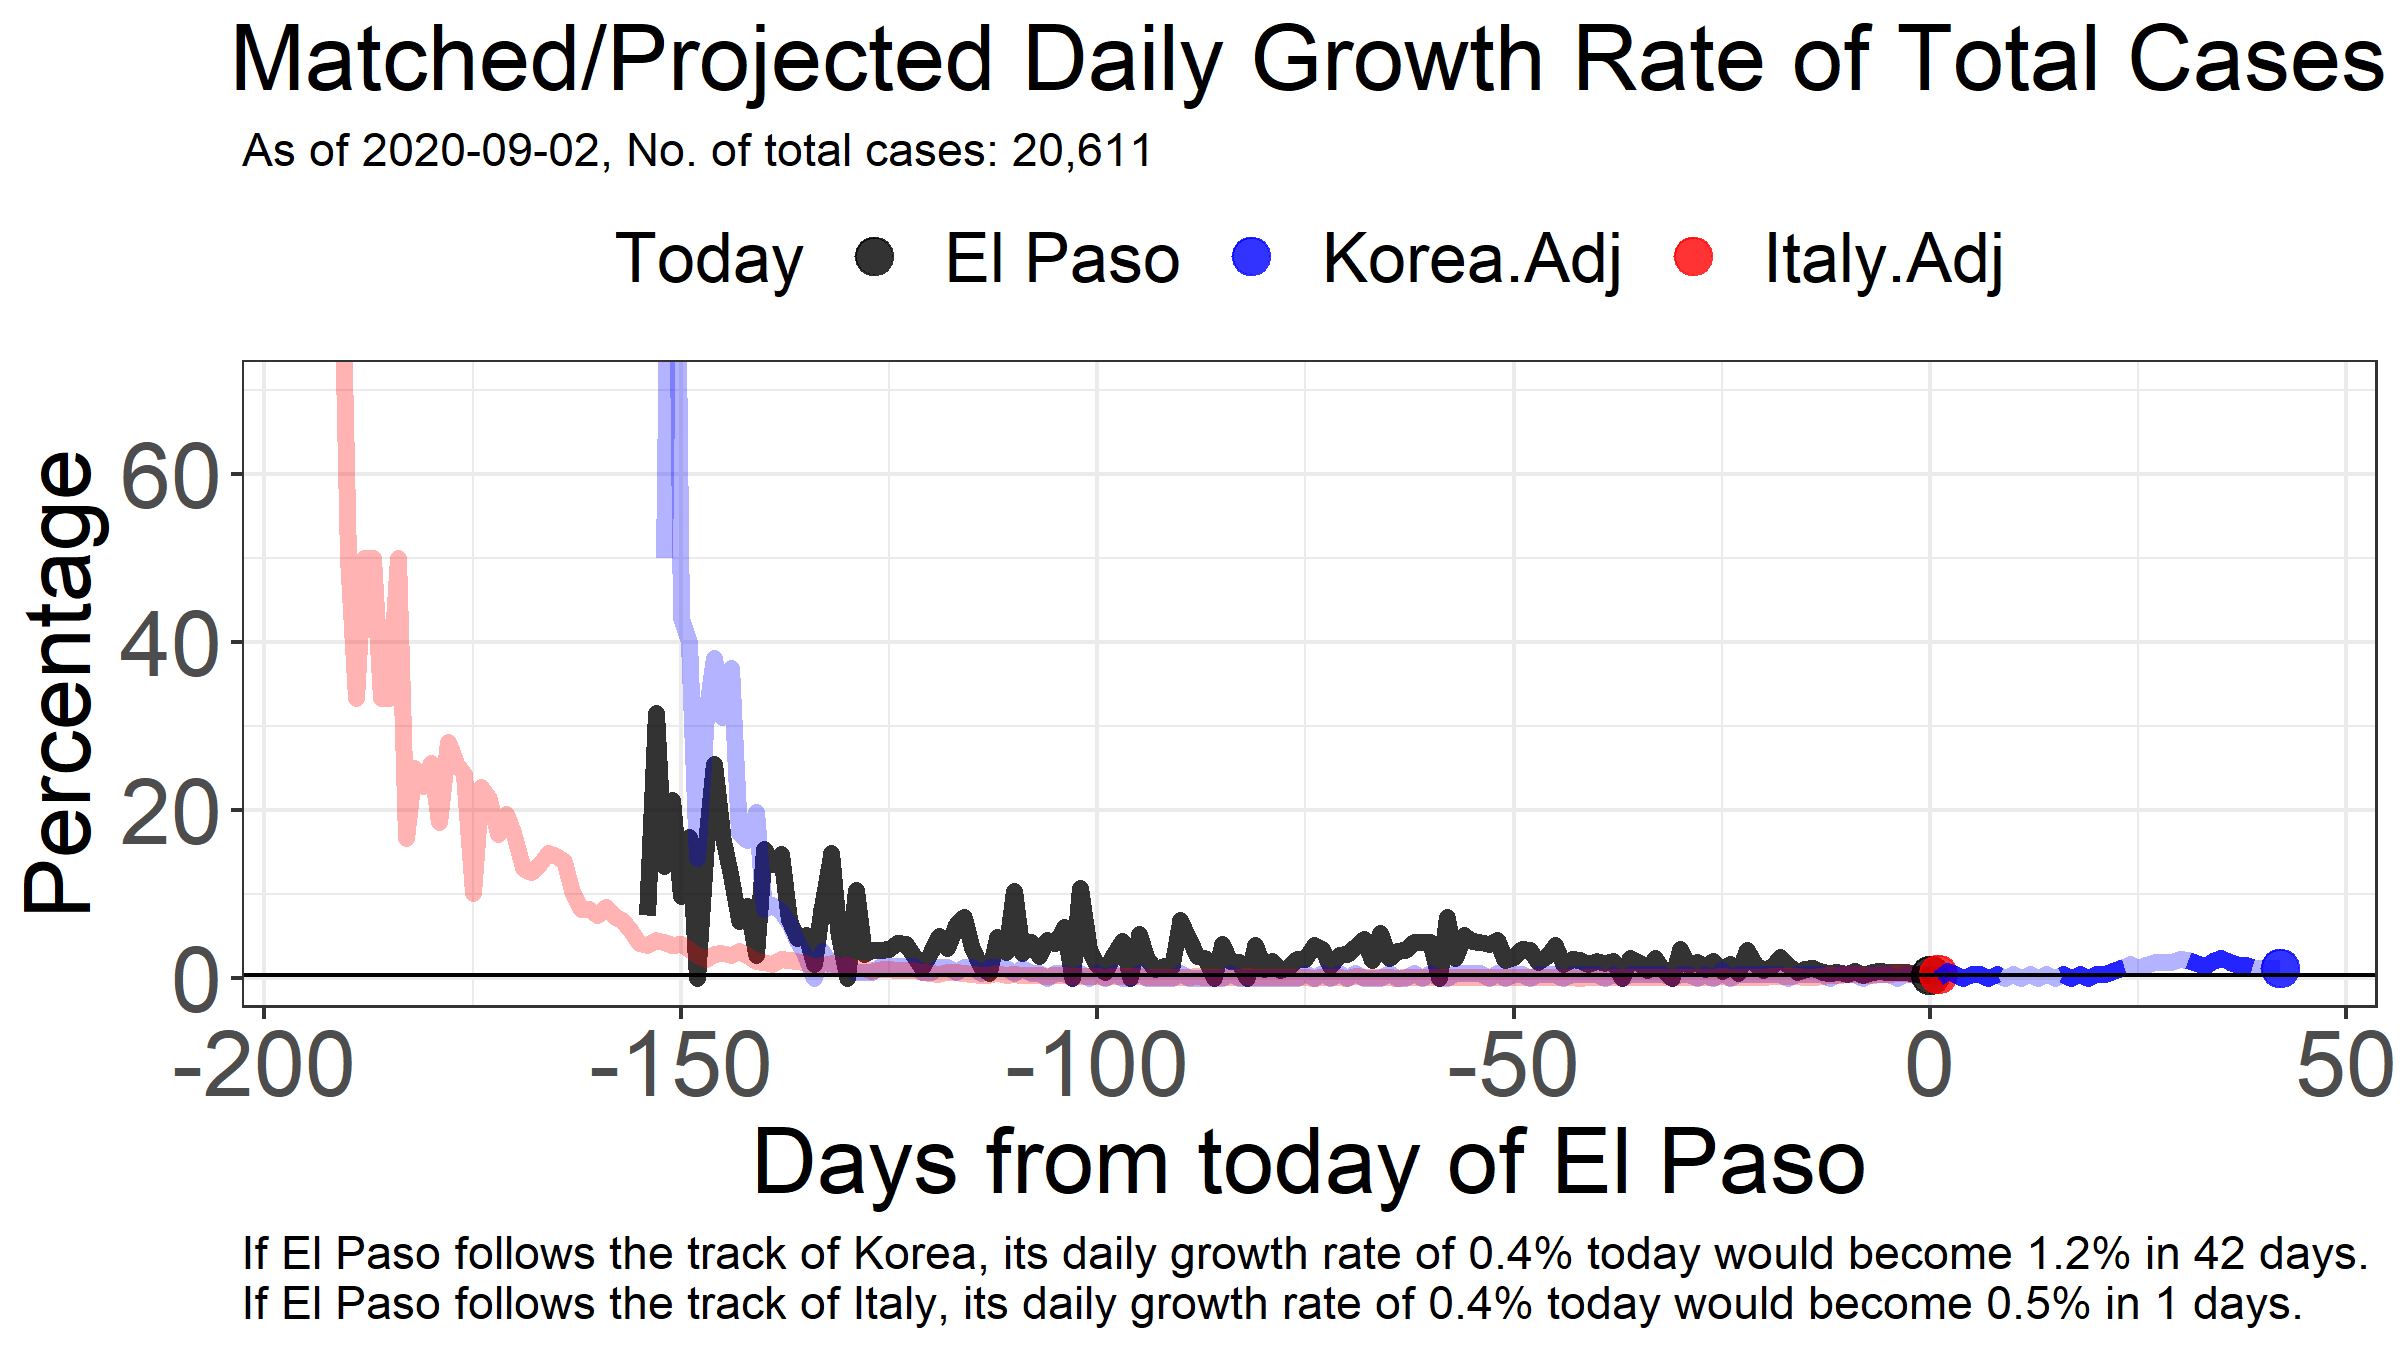 Matched/Projected Daily Growth Rate of Total Cases
As of 2020-09-02, No. of total cases: 20,611
Today El Paso Korea.Adj Italy.Adj
Percentage
60
40
20
0
-200 -150 -100 -50 0 50
Days from today of El Paso
If El Paso follows the track of Korea, its daily growth rate of 0.4% today would become 1.2% in 42 days.
If El Paso follows the track of Italy, its daily growth rate of 0.4% today would become 0.5% in 1 days.